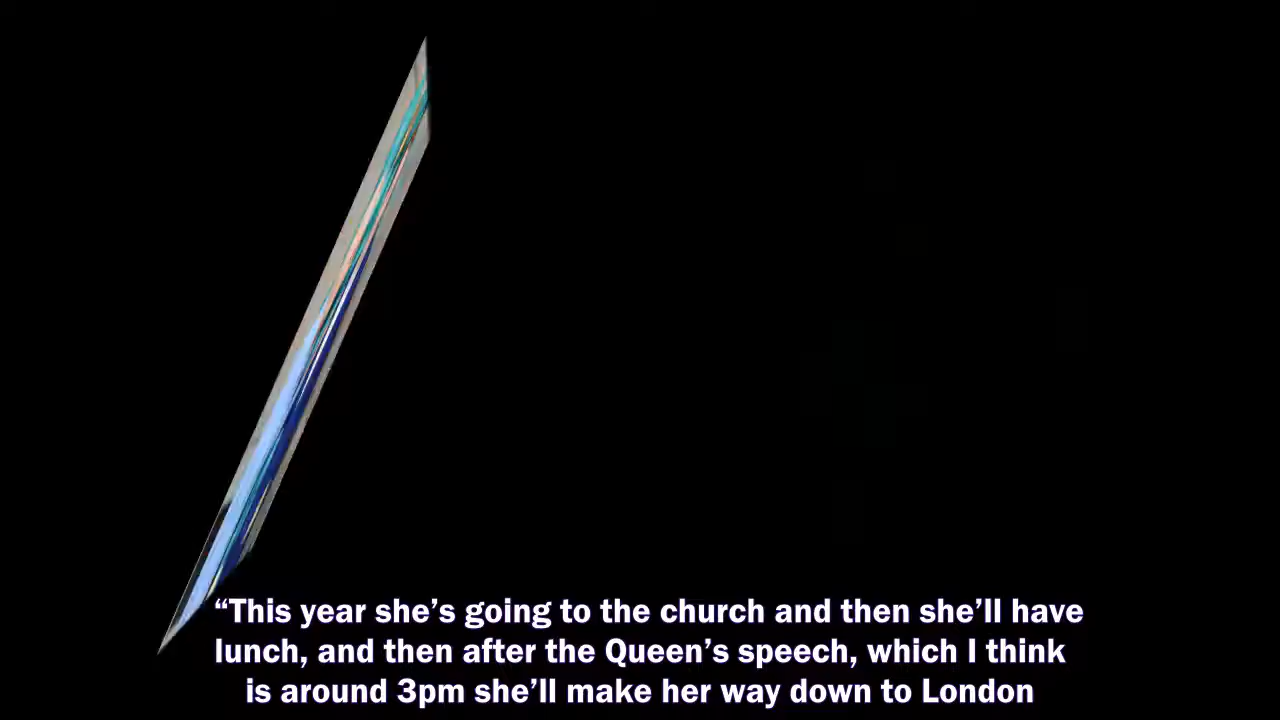 “This year she’s going to the church and then she’ll have
lunch, and then after the Queen’s speech, which I think
is around 3pm she’ll make her way down to London